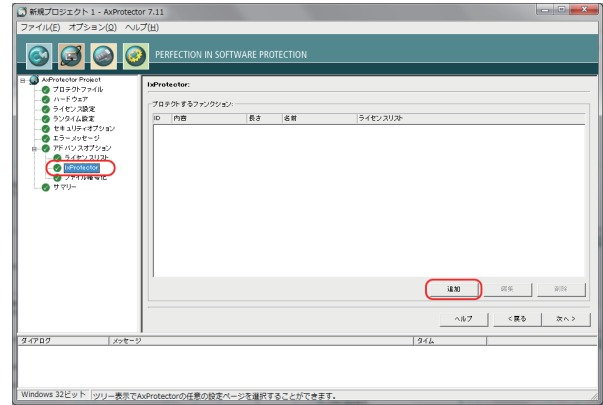 新規プロジェクト 1 - AxProtector 7.11
ファイル(F) オプション(O) ヘルプ(H)
PERFECTION IN SOFTWARE PROTECTION
AxProtector Project
プロテクトファイル
ハードウェア
ライセンス設定
ランタイム設定
セキュリティオプション
エラーメッセージ
アドバンスオプション
ライセンスリスト
IxProtector
ファイル暗号化
サマリー
IxProtector:
プロテクトするファンクション:
ID 内容 長さ 名前 ライセンスリスト
追加 編集 削除
ヘルプ <戻る 次へ>
ダイアログ メッセージ タイム
Windows 32ビット ツリー表示でAxProtectorの任意の設定ページを選択することができます。